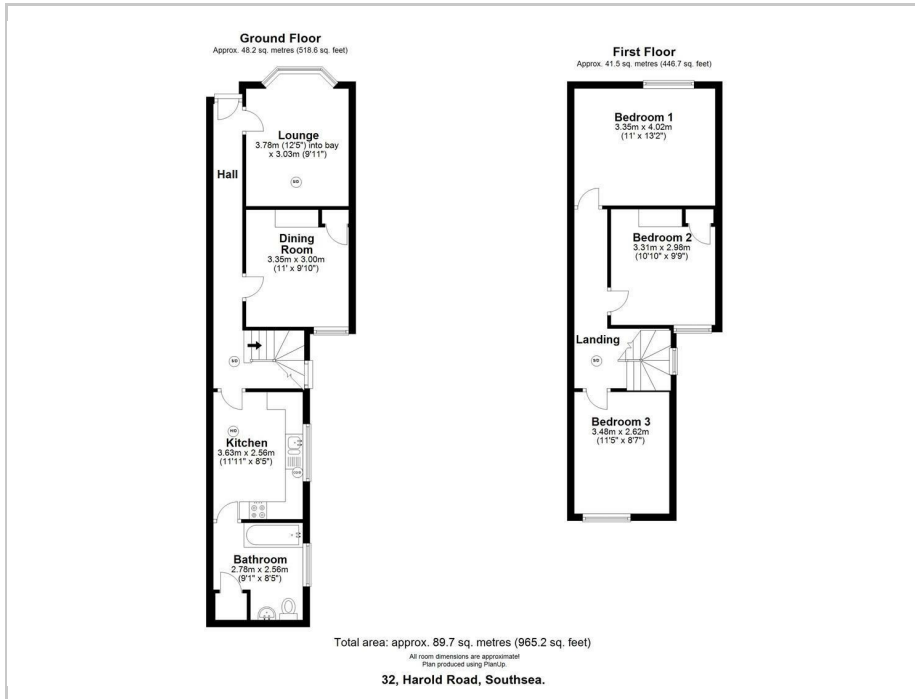 Ground Floor
Approx. 48.2 sq. metres (518.6 sq. feet)
Lounge
3.78m (12'5") into bay
x 3.03m (9'11")
Hall
Dining
Room
3.35m x 3.00m
(11' x 9'10")
Kitchen
3.63m x 2.56m
(11'11" x 8'5")
Bathroom
2.78m x 2.56m
(9'1" x 8'5")
First Floor
Approx. 41.5 sq. metres (446.7 sq. feet)
Bedroom 1
3.35m x 4.02m
(11' x 13'2")
Bedroom 2
3.31m x 2.98m
(10'10" x 9'9")
Landing
Bedroom 3
3.48m x 2.62m
(11'5" x 8'7")
Total area: approx. 89.7 sq. metres (965.2 sq. feet)
All room dimensions are approximate!
Plan produced using PlanUp.
32, Harold Road, Southsea.